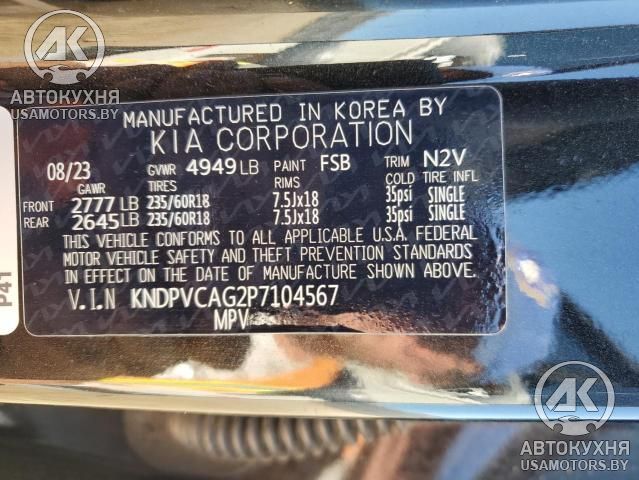 AK
АВТОКУХНЯ
USAMOTORS.BY
MANUFACTURED IN KOREA BY
KIA CORPORATION
08/23 GVWR 4949 LB PAINT FSB TRIM N2V
GAWR TIRES RIMS COLD TIRE INFL
FRONT 2777 LB 235/60R18 7.5Jx18 35psi SINGLE
REAR 2645 LB 235/60R18 7.5Jx18 35psi SINGLE
THIS VEHICLE CONFORMS TO ALL APPLICABLE U.S.A. FEDERAL
MOTOR VEHICLE SAFETY AND THEFT PREVENTION STANDARDS
IN EFFECT ON THE DATE OF MANUFACTURE SHOWN ABOVE.
V.I.N KNDPVCAG2P7104567
MPV
P41
AK
АВТОКУХНЯ
USAMOTORS.BY